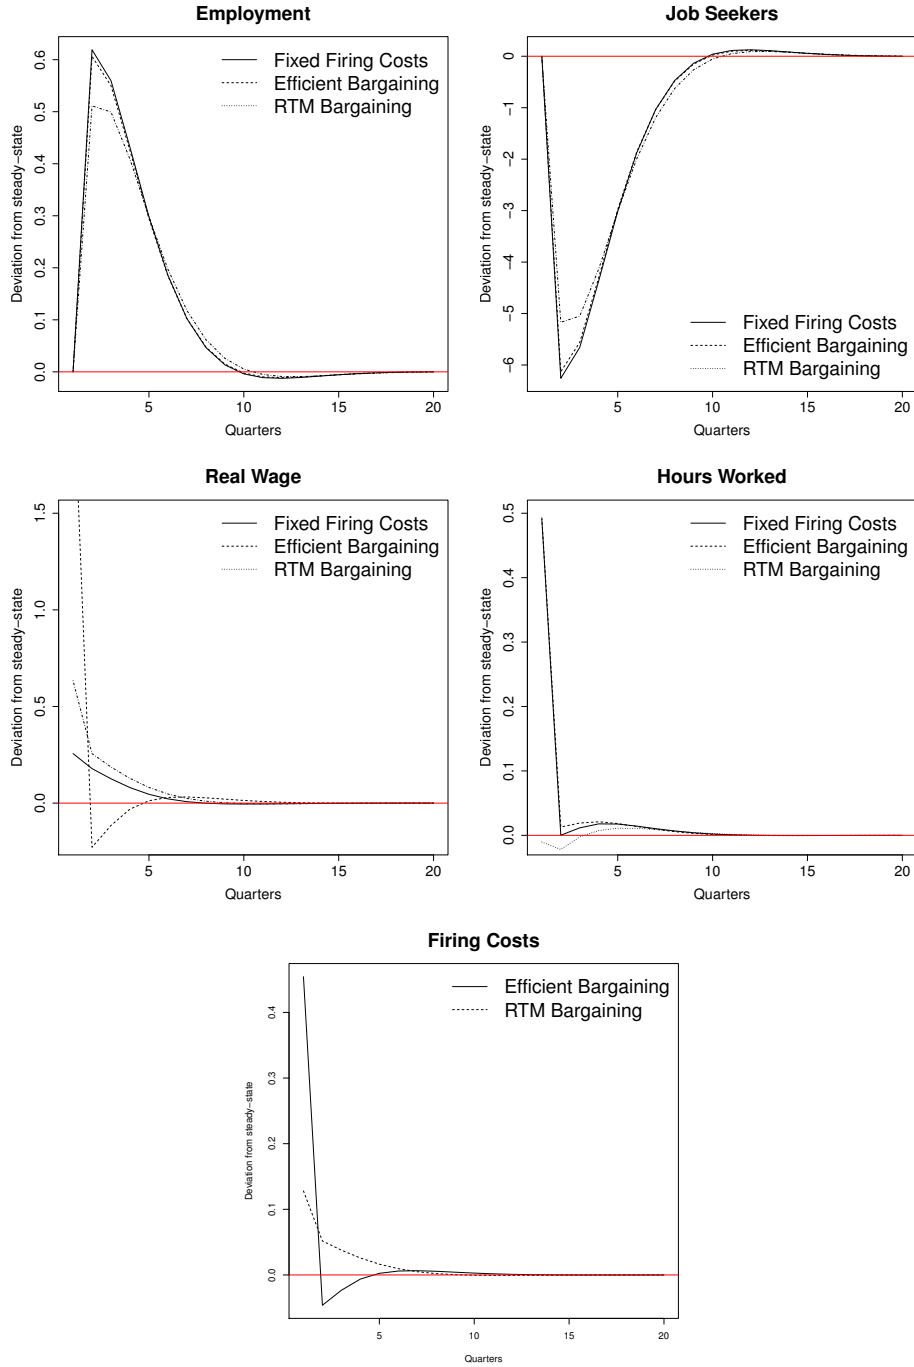 Employment
Deviation from steady−state
0.6
0.5
0.4
0.3
0.2
0.1
0.0
Fixed Firing Costs
Efficient Bargaining
RTM Bargaining
5 10 15 20
Quarters
Job Seekers
Deviation from steady−state
0
−1
−2
−3
−4
−5
−6
Fixed Firing Costs
Efficient Bargaining
RTM Bargaining
5 10 15 20
Quarters
Real Wage
Deviation from steady−state
1.5
1.0
0.5
0.0
Fixed Firing Costs
Efficient Bargaining
RTM Bargaining
5 10 15 20
Quarters
Hours Worked
Deviation from steady−state
0.5
0.4
0.3
0.2
0.1
0.0
Fixed Firing Costs
Efficient Bargaining
RTM Bargaining
5 10 15 20
Quarters
Firing Costs
Deviation from steady−state
0.4
0.3
0.2
0.1
0.0
Efficient Bargaining
RTM Bargaining
5 10 15 20
Quarters